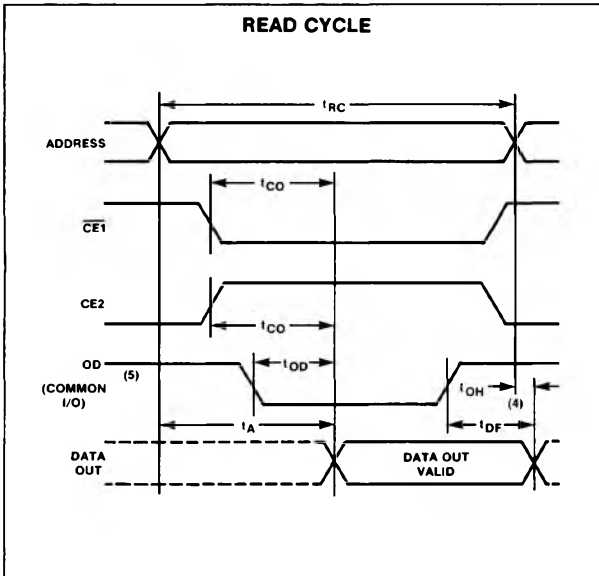 READ CYCLE
tRC
ADDRESS
tCO
CE1
CE2
tCO
OD (5) tOD
(COMMON I/O)
tOH
(4)
tA
tDF
DATA OUT
DATA OUT VALID